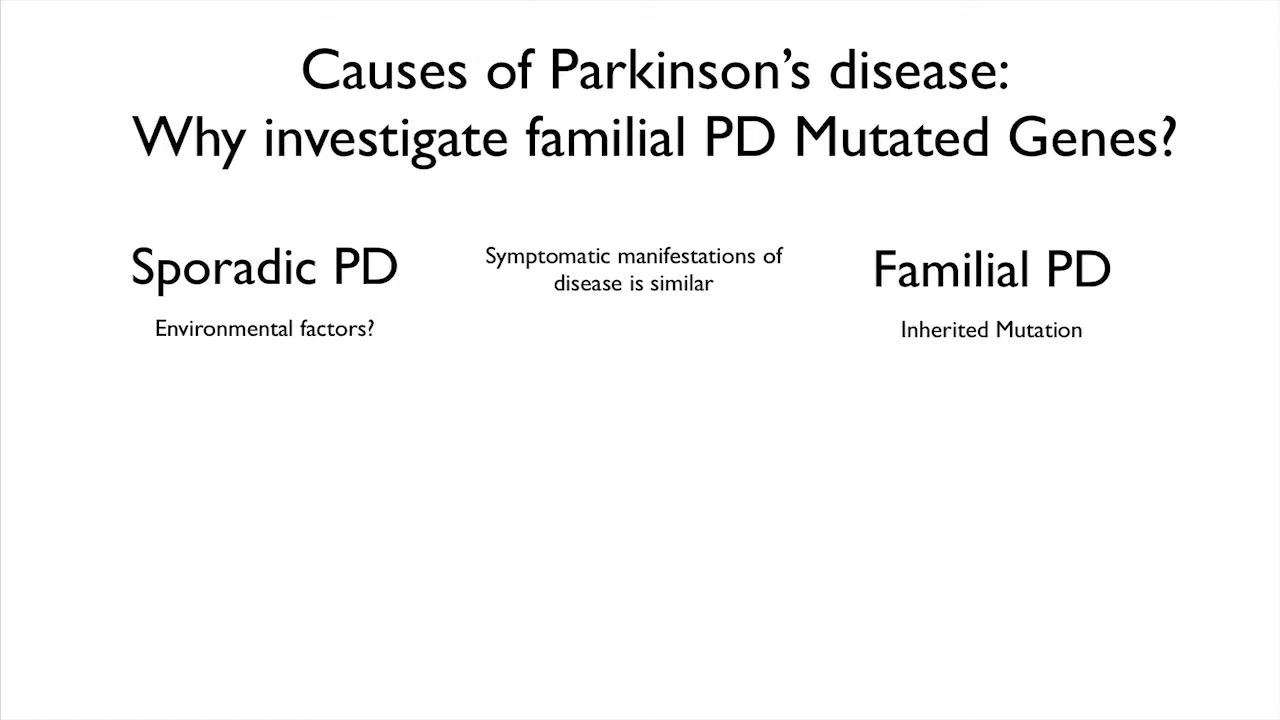 Causes of Parkinson’s disease:
Why investigate familial PD Mutated Genes?
Sporadic PD
Environmental factors?
Symptomatic manifestations of
disease is similar
Familial PD
Inherited Mutation